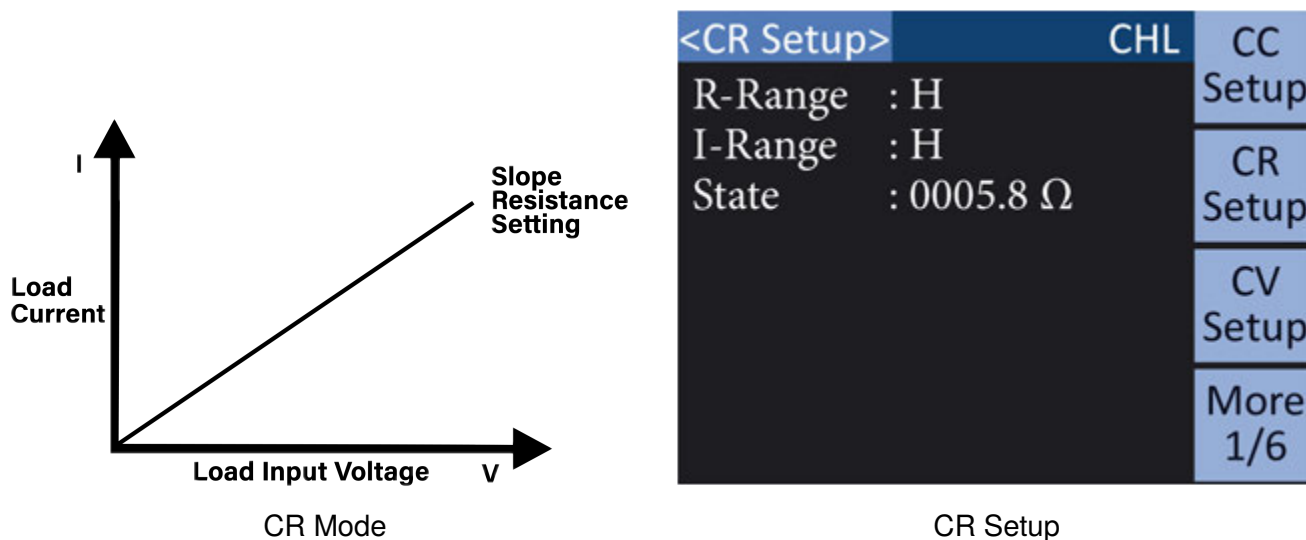 I
Load
Current
Slope
Resistance
Setting
Load Input Voltage
V
CR Mode
<CR Setup>
CHL
R-Range : H
I-Range : H
State : 0005.8 Ω
CC
Setup
CR
Setup
CV
Setup
More
1/6
CR Setup